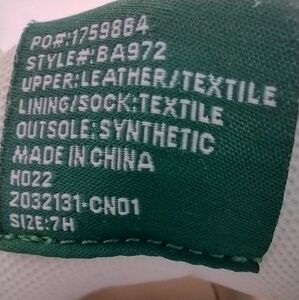 PO#:1759864
STYLE#:BA972
UPPER:LEATHER/TEXTILE
LINING/SOCK:TEXTILE
OUTSOLE:SYNTHETIC
MADE IN CHINA
H022
2032131-CN01
SIZE:7H